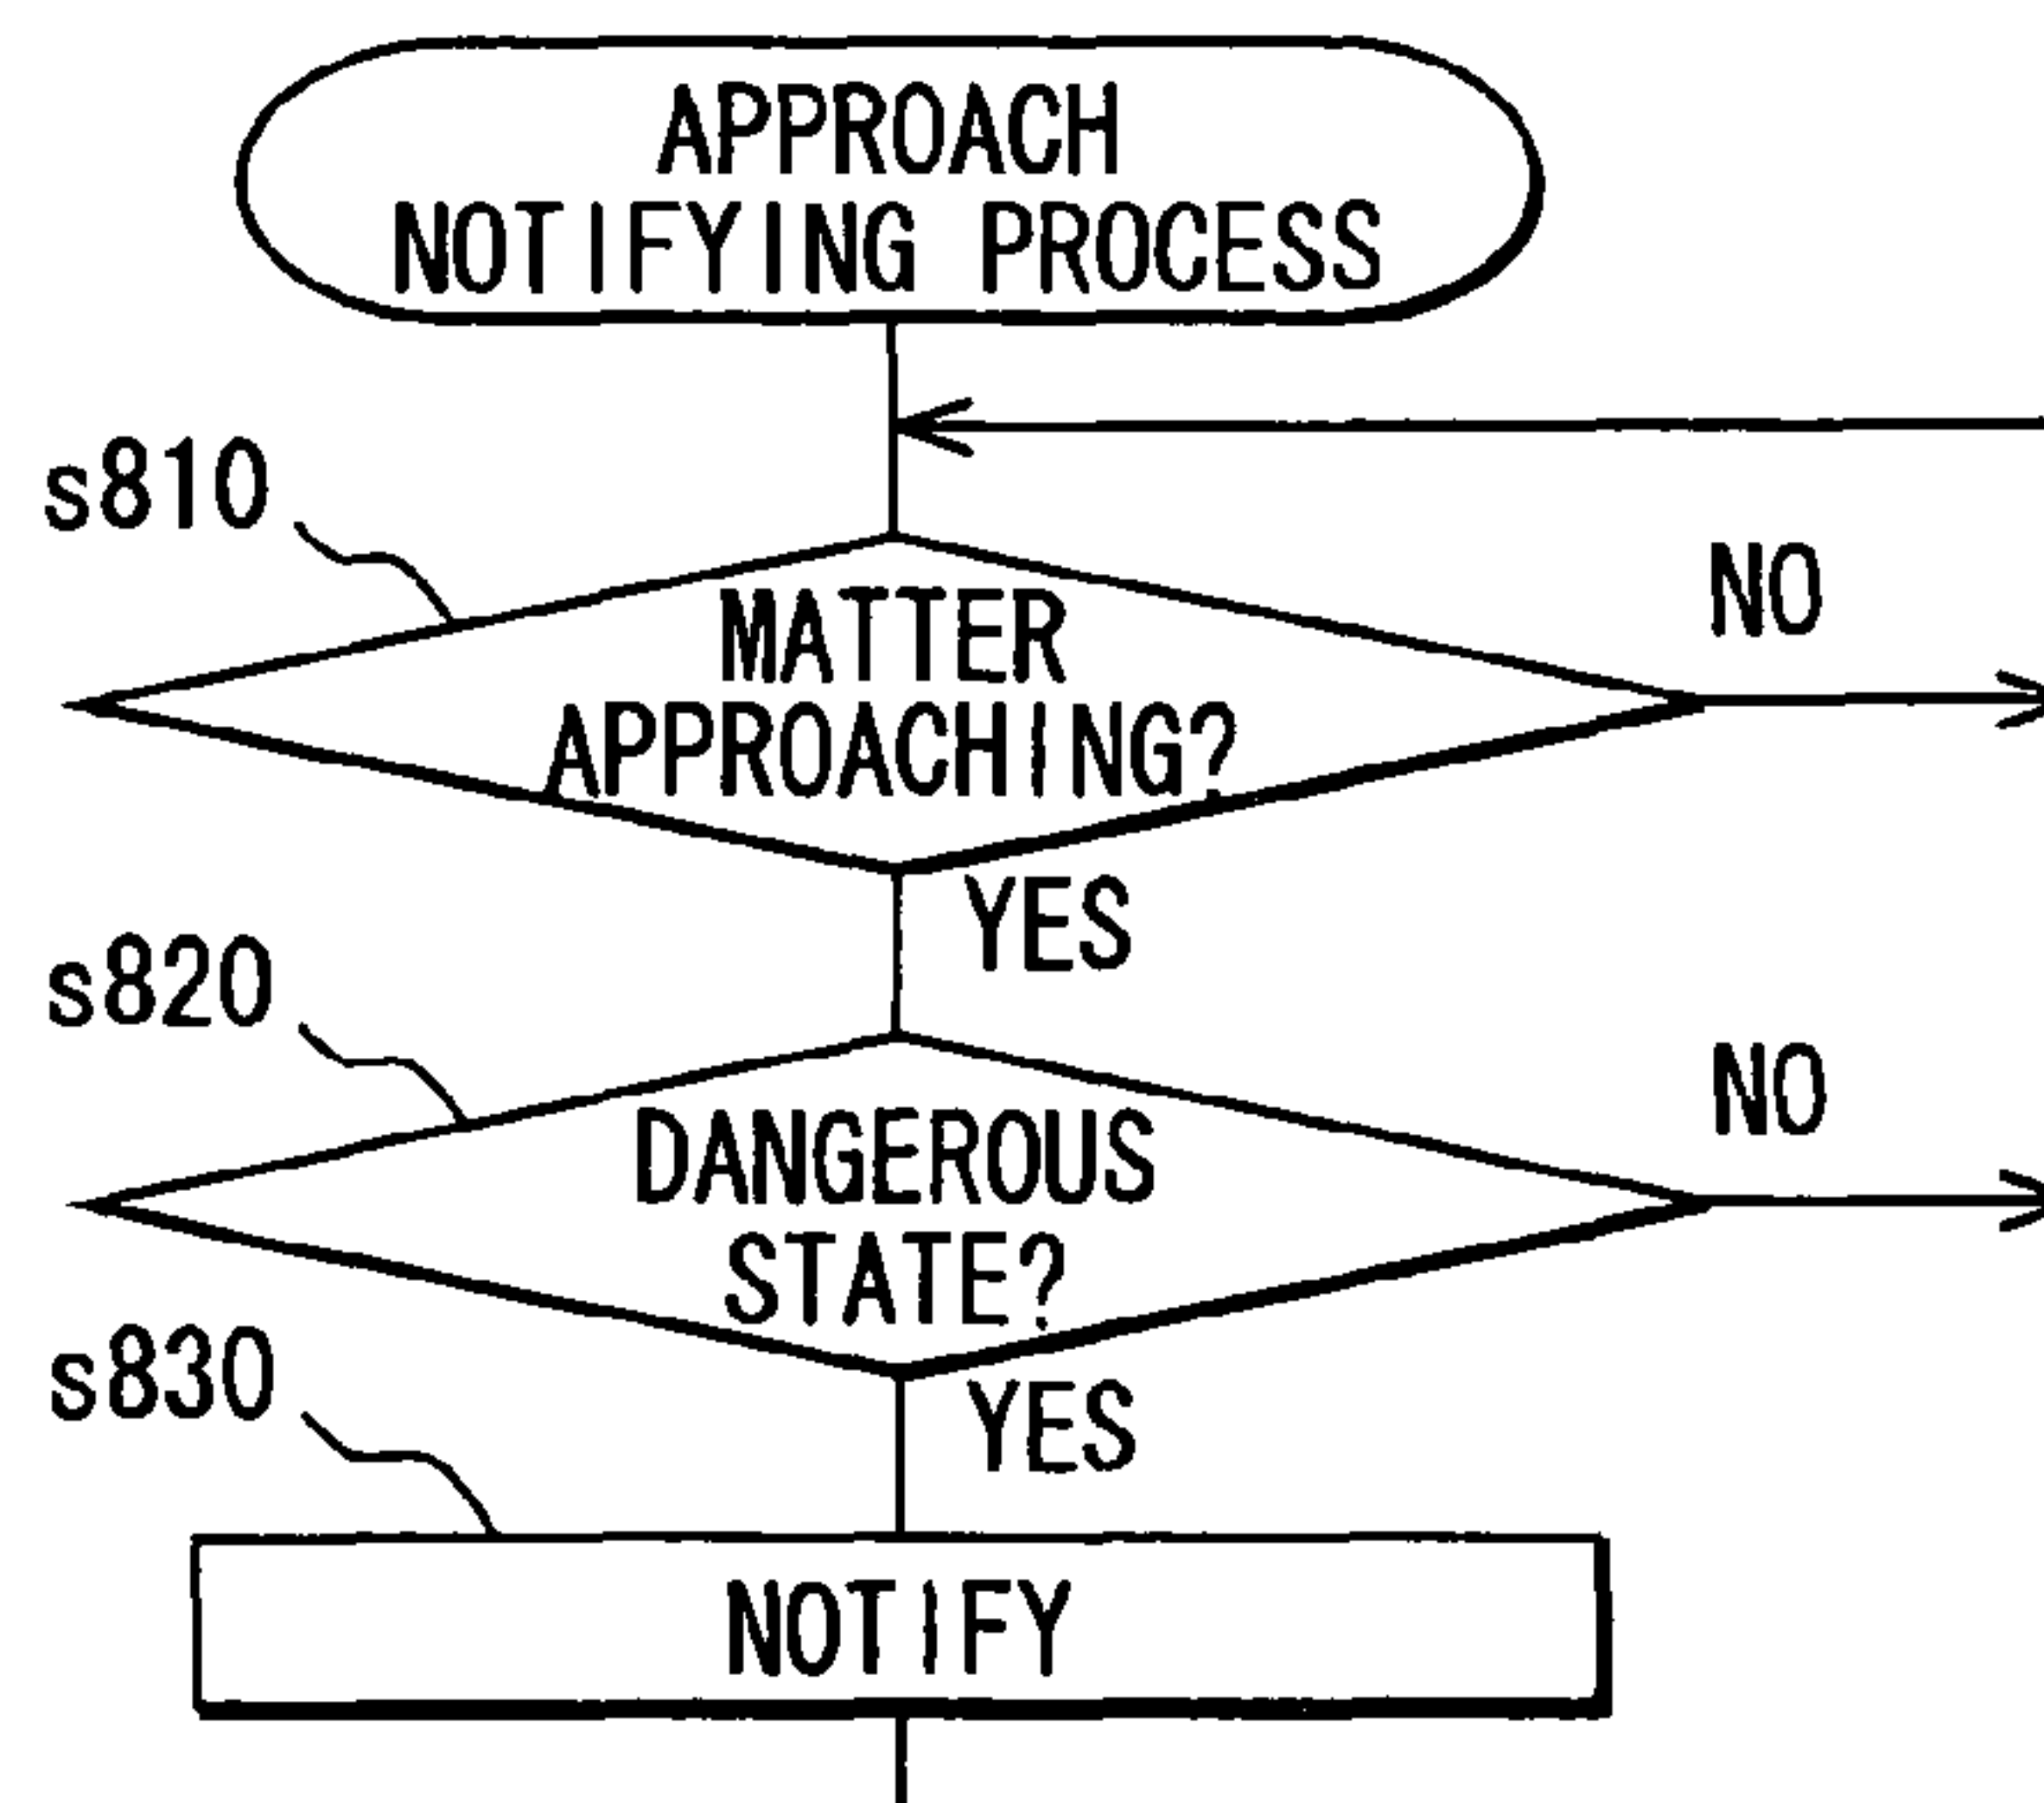 APPROACH
NOTIFYING PROCESS
s810
MATTER
APPROACHING?
NO
YES
s820
DANGEROUS
STATE?
NO
YES
s830
NOTIFY